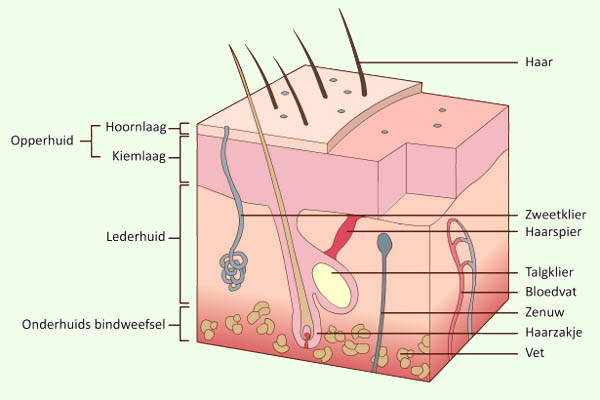 Haar
Hoornlaag
Opperhuid
Kiemlaag
Zweetklier
Haarspier
Lederhuid
Talgklier
Bloedvat
Zenuw
Onderhuids bindweefsel
Haarzakje
Vet